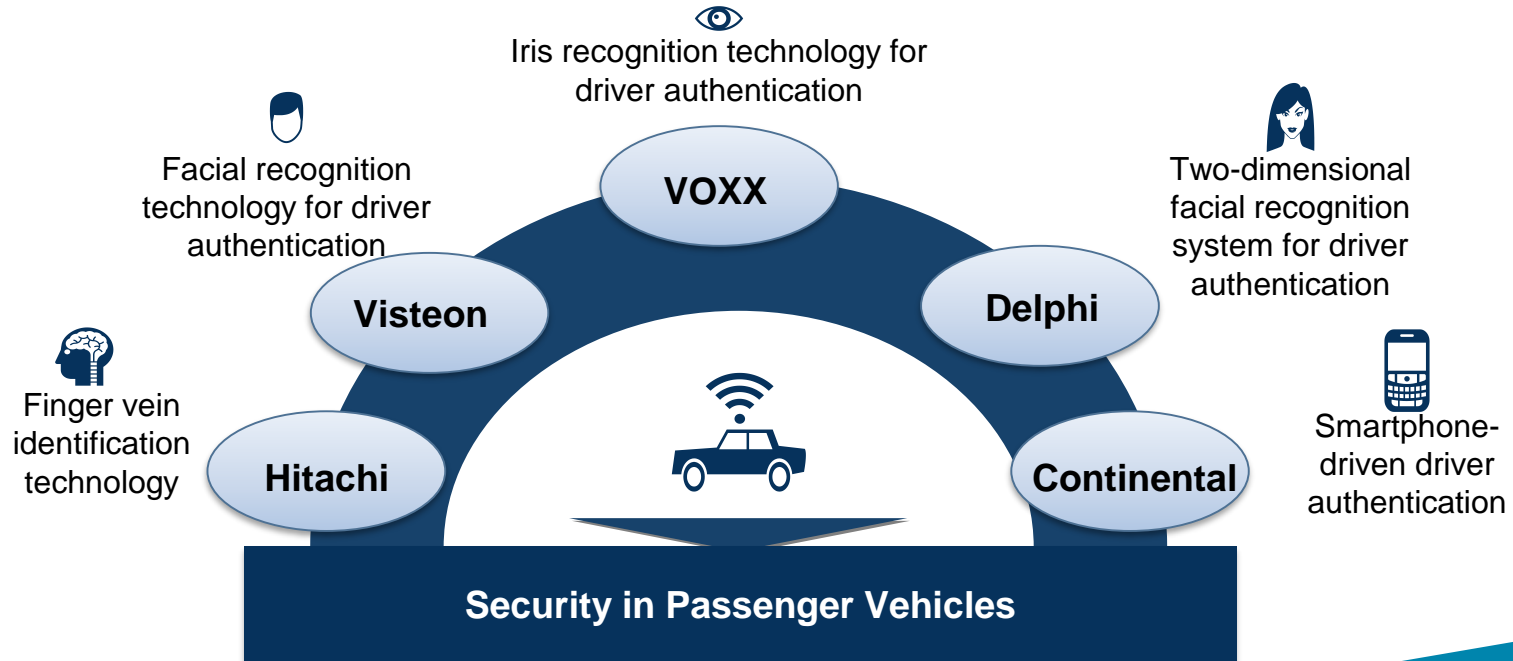 Iris recognition technology for
driver authentication
VOXX
Facial recognition
technology for driver
authentication
Visteon
Two-dimensional
facial recognition
system for driver
authentication
Delphi
Finger vein
identification
technology
Hitachi
Smartphone-
driven driver
authentication
Continental
Security in Passenger Vehicles